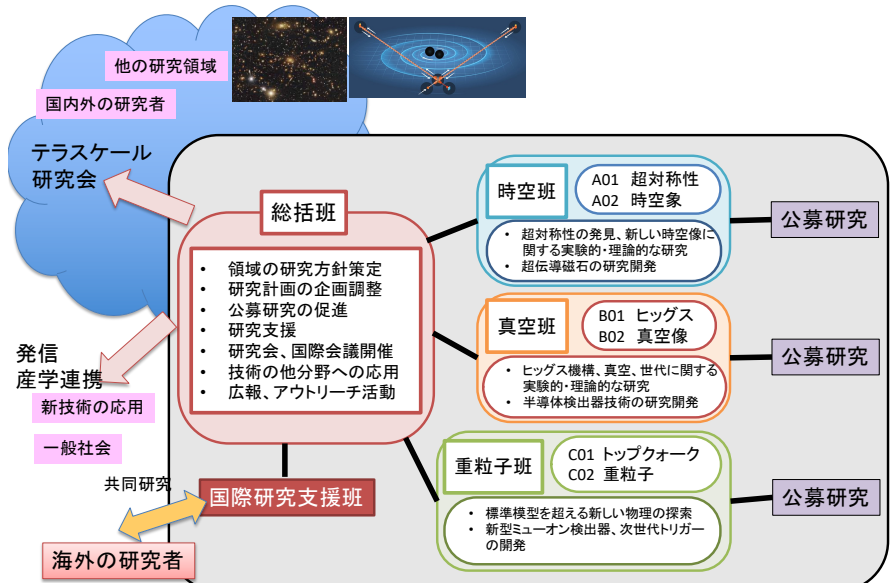 他の研究領域
国内外の研究者
テラスケール
研究会
総括班
• 領域の研究方針策定
• 研究計画の企画調整
• 公募研究の促進
• 研究支援
• 研究会、国際会議開催
• 技術の他分野への応用
• 広報、アウトリーチ活動
発信
産学連携
新技術の応用
一般社会
共同研究
国際研究支援班
海外の研究者
時空班
A01 超対称性
A02 時空象
• 超対称性の発見、新しい時空像に
関する実験的・理論的な研究
• 超伝導磁石の研究開発
公募研究
真空班
B01 ヒッグス
B02 真空像
• ヒッグス機構、真空、世代に関する
実験的・理論的な研究
• 半導体検出器技術の研究開発
公募研究
重粒子班
C01 トップクォーク
C02 重粒子
• 標準模型を超える新しい物理の探索
• 新型ミューオン検出器、次世代トリガー
の開発
公募研究